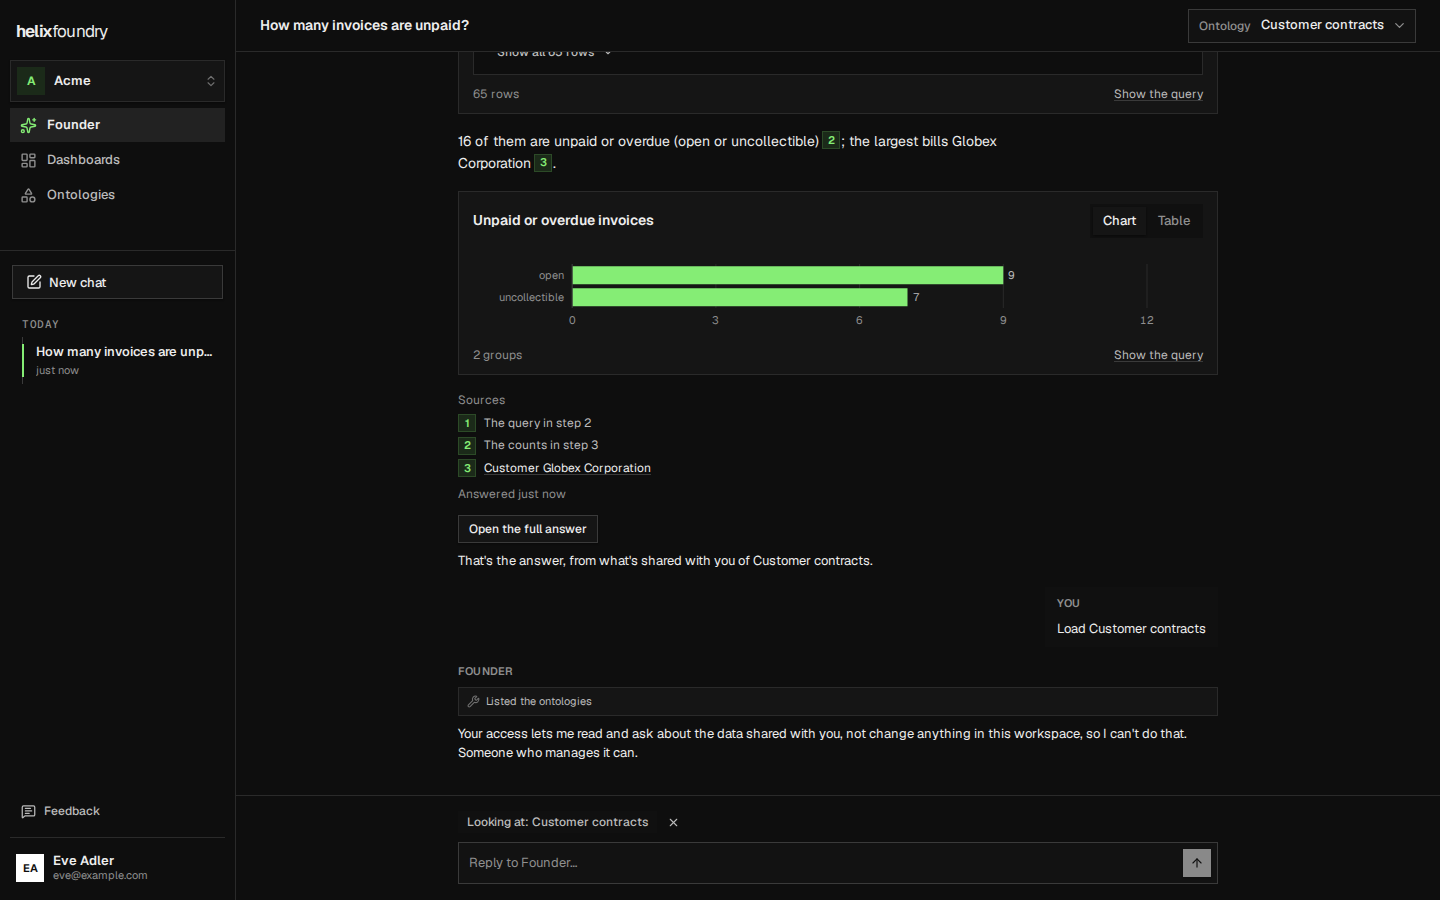 helixfoundry
How many invoices are unpaid?
Ontology Customer contracts
A Acme
Founder
Dashboards
Ontologies
New chat
TODAY
How many invoices are unp...
just now
Feedback
EA Eve Adler
eve@example.com
Show all 65 rows
65 rows
Show the query
16 of them are unpaid or overdue (open or uncollectible) 2; the largest bills Globex
Corporation 3.
Unpaid or overdue invoices
Chart Table
open 9
uncollectible 7
0 3 6 9 12
2 groups
Show the query
Sources
1 The query in step 2
2 The counts in step 3
3 Customer Globex Corporation
Answered just now
Open the full answer
That's the answer, from what's shared with you of Customer contracts.
YOU
Load Customer contracts
FOUNDER
Listed the ontologies
Your access lets me read and ask about the data shared with you, not change anything in this workspace, so I can't do that.
Someone who manages it can.
Looking at: Customer contracts
Reply to Founder...